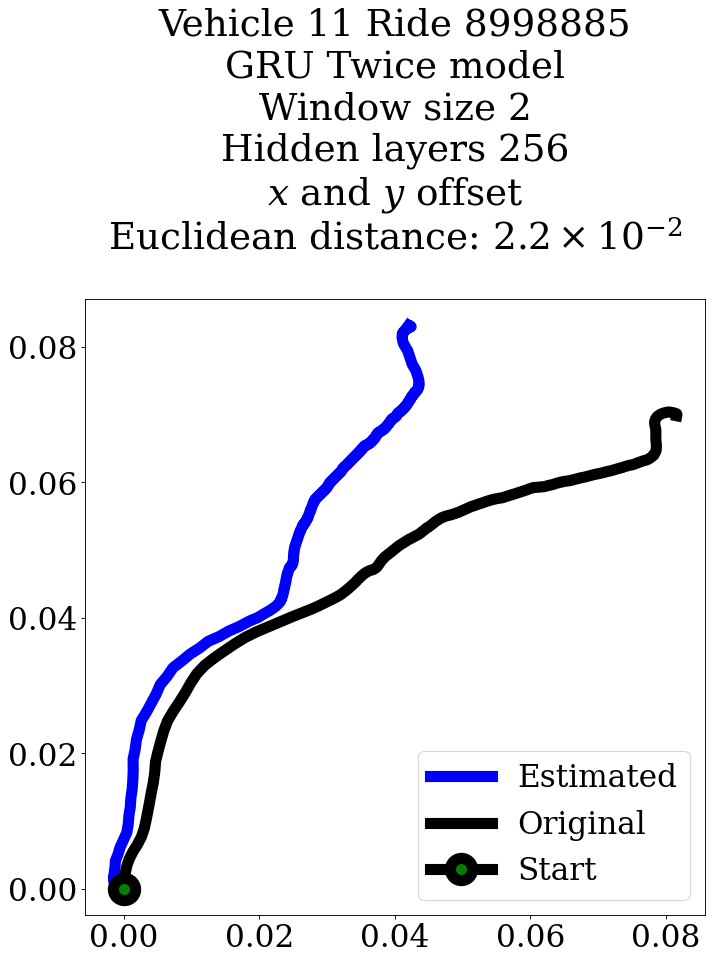 Vehicle 11 Ride 8998885
GRU Twice model
Window size 2
Hidden layers 256
x and y offset
Euclidean distance: 2.2 × 10⁻²
0.08
0.06
0.04
0.02
0.00
Estimated
Original
Start
0.00 0.02 0.04 0.06 0.08